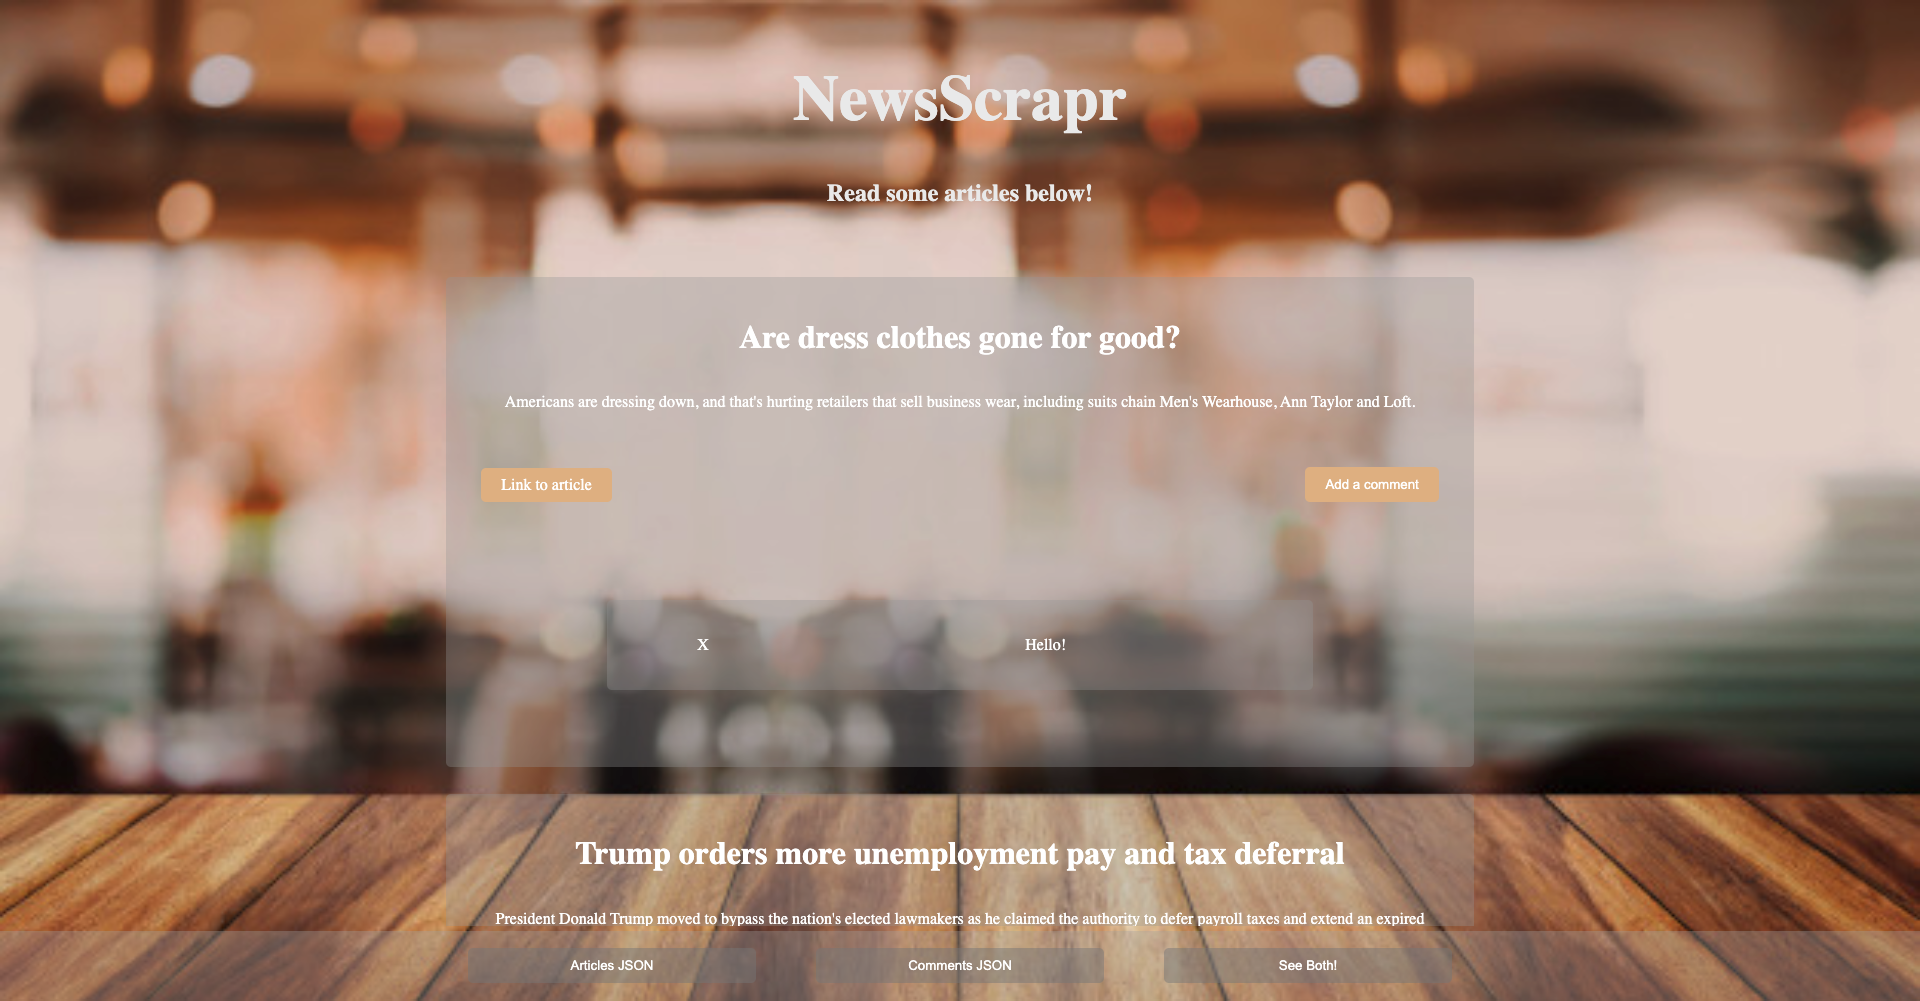 NewsScrapr
Read some articles below!
Are dress clothes gone for good?
Americans are dressing down, and that's hurting retailers that sell business wear, including suits chain Men's Wearhouse, Ann Taylor and Loft.
Link to article
Add a comment
X
Hello!
Trump orders more unemployment pay and tax deferral
President Donald Trump moved to bypass the nation's elected lawmakers as he claimed the authority to defer payroll taxes and extend an expired
Articles JSON
Comments JSON
See Both!